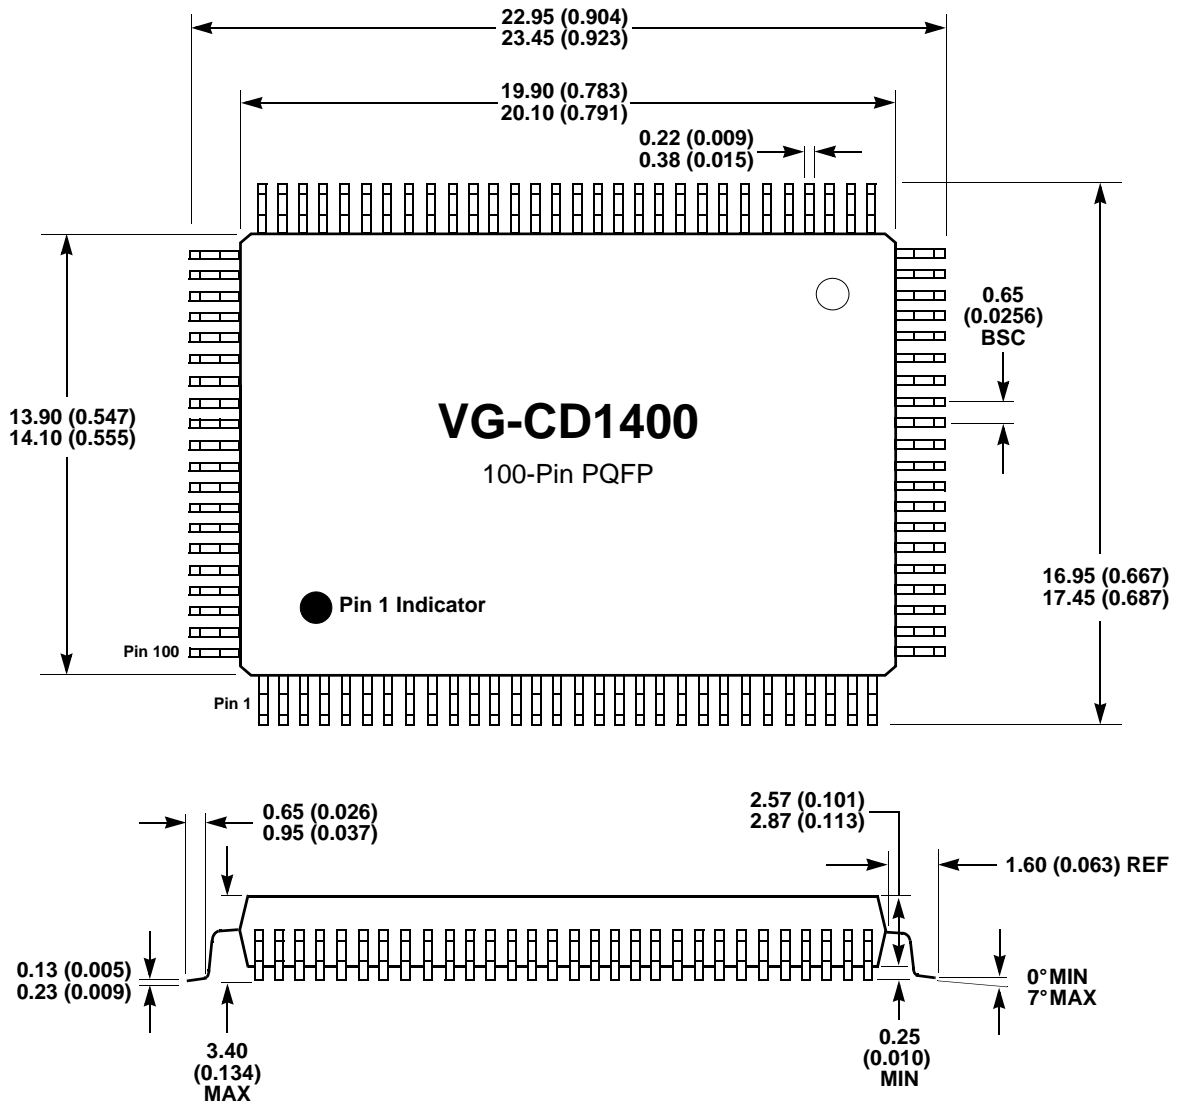 22.95 (0.904)
23.45 (0.923)
19.90 (0.783)
20.10 (0.791)
0.22 (0.009)
0.38 (0.015)
0.65
(0.0256)
BSC
13.90 (0.547)
14.10 (0.555)
VG-CD1400
100-Pin PQFP
16.95 (0.667)
17.45 (0.687)
Pin 1 Indicator
Pin 100
Pin 1
0.65 (0.026)
0.95 (0.037)
2.57 (0.101)
2.87 (0.113)
1.60 (0.063) REF
0.13 (0.005)
0.23 (0.009)
0° MIN
7° MAX
3.40
(0.134)
MAX
0.25
(0.010)
MIN